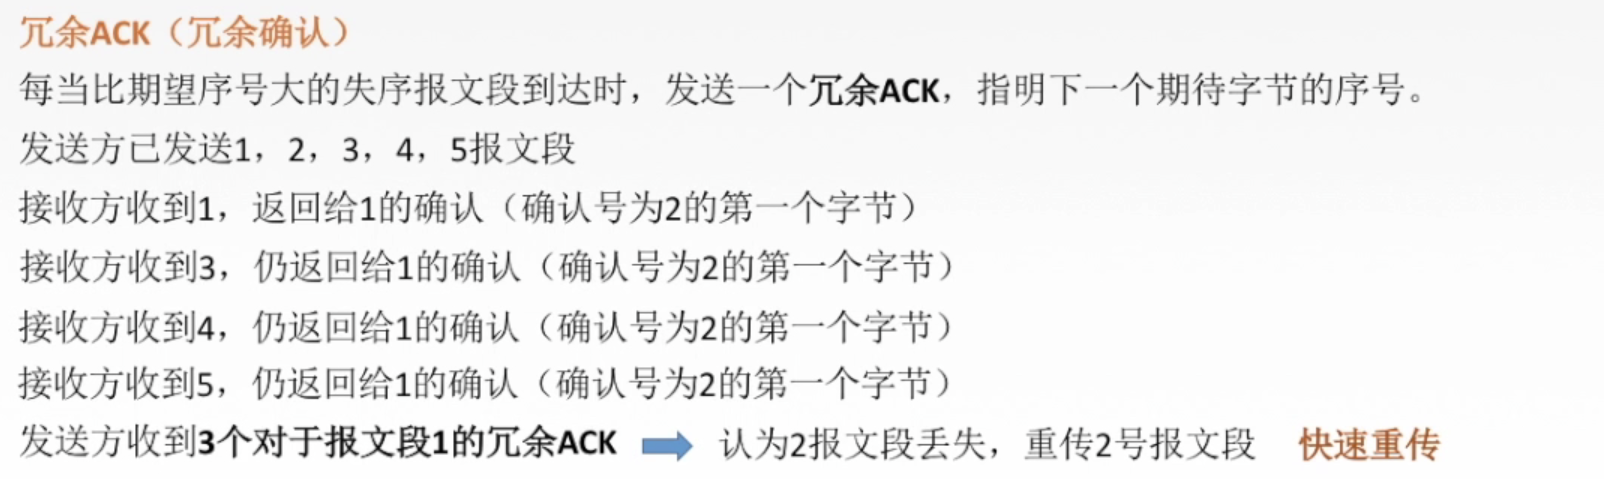 冗余ACK（冗余确认）
每当比期望序号大的失序报文段到达时，发送一个冗余ACK，指明下一个期待字节的序号。
发送方已发送1，2，3，4，5报文段
接收方收到1，返回给1的确认（确认号为2的第一个字节）
接收方收到3，仍返回给1的确认（确认号为2的第一个字节）
接收方收到4，仍返回给1的确认（确认号为2的第一个字节）
接收方收到5，仍返回给1的确认（确认号为2的第一个字节）
发送方收到3个对于报文段1的冗余ACK 认为2报文段丢失，重传2号报文段 快速重传